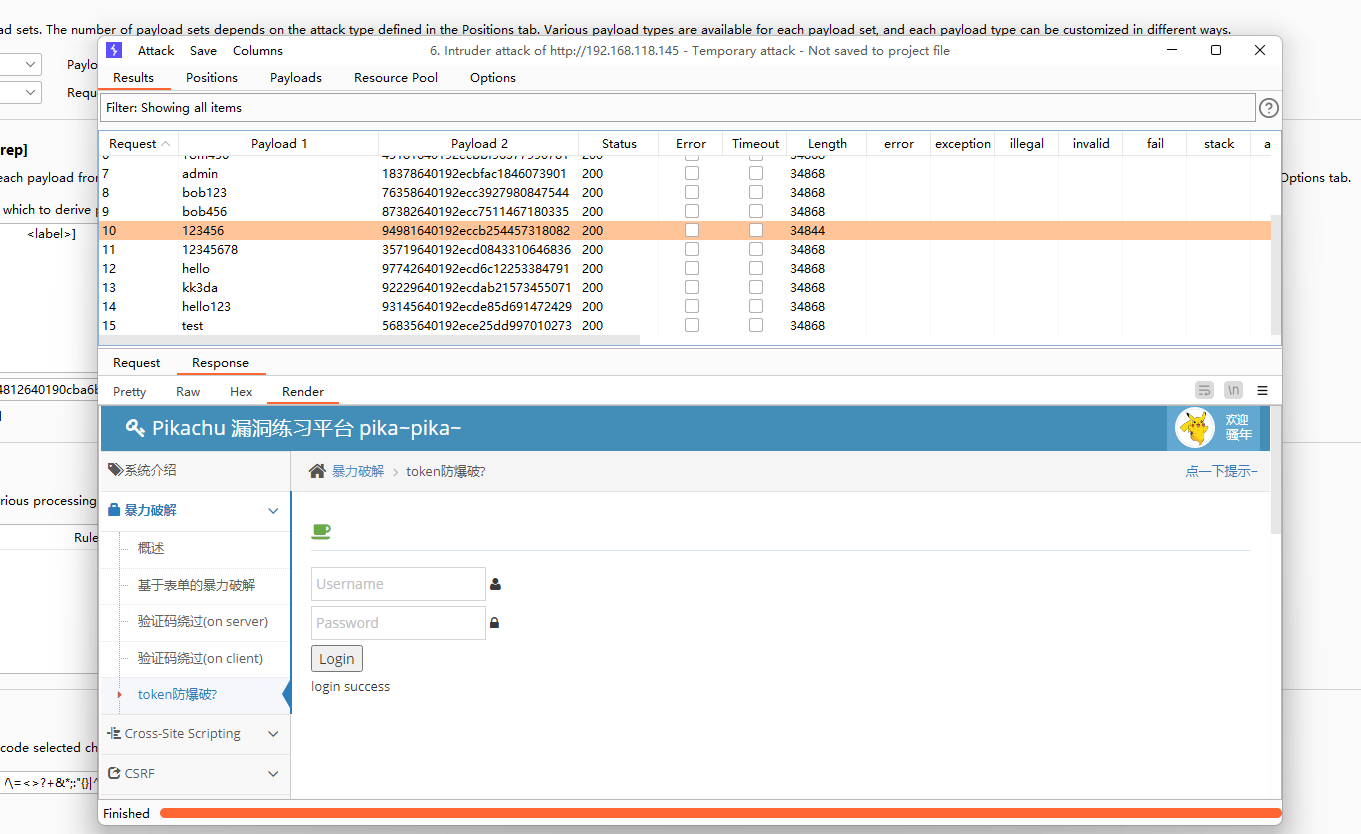 ad sets. The number of payload sets depends on the attack type defined in the Positions tab. Various payload types are available for each payload set, and each payload type can be customized in different ways.
Attack Save Columns 6. Intruder attack of http://192.168.118.145 - Temporary attack - Not saved to project file
Paylo
Results Positions Payloads Resource Pool Options
Requ
Filter: Showing all items
?
Request Payload 1 Payload 2 Status Error Timeout Length error exception illegal invalid fail stack a
rep]
7 admin 18378640192ecbfac1846073901 200 34868
each payload fro
Options tab.
8 bob123 76358640192ecc3927980847544 200 34868
9 bob456 87382640192ecc7511467180335 200 34868
which to derive p
10 123456 94981640192eccb254457318082 200 34844
<label>]
11 12345678 35719640192ecd0843310646836 200 34868
12 hello 97742640192ecd6c12253384791 200 34868
13 kk3da 92229640192ecdab21573455071 200 34868
14 hello123 93145640192ecde85d691472429 200 34868
15 test 56835640192ece25dd997010273 200 34868
Request Response
4812640190cba6b
Pretty Raw Hex Render \n
Pikachu 漏洞练习平台 pika~pika~
欢迎
骚年
系统介绍
暴力破解 > token防爆破?
点一下提示~
rious processing
暴力破解
Rule
概述
基于表单的暴力破解
Username
验证码绕过(on server)
Password
验证码绕过(on client)
Login
login success
token防爆破?
Cross-Site Scripting
code selected ch
CSRF
/\=<>?+&*;:"{}|^
Finished